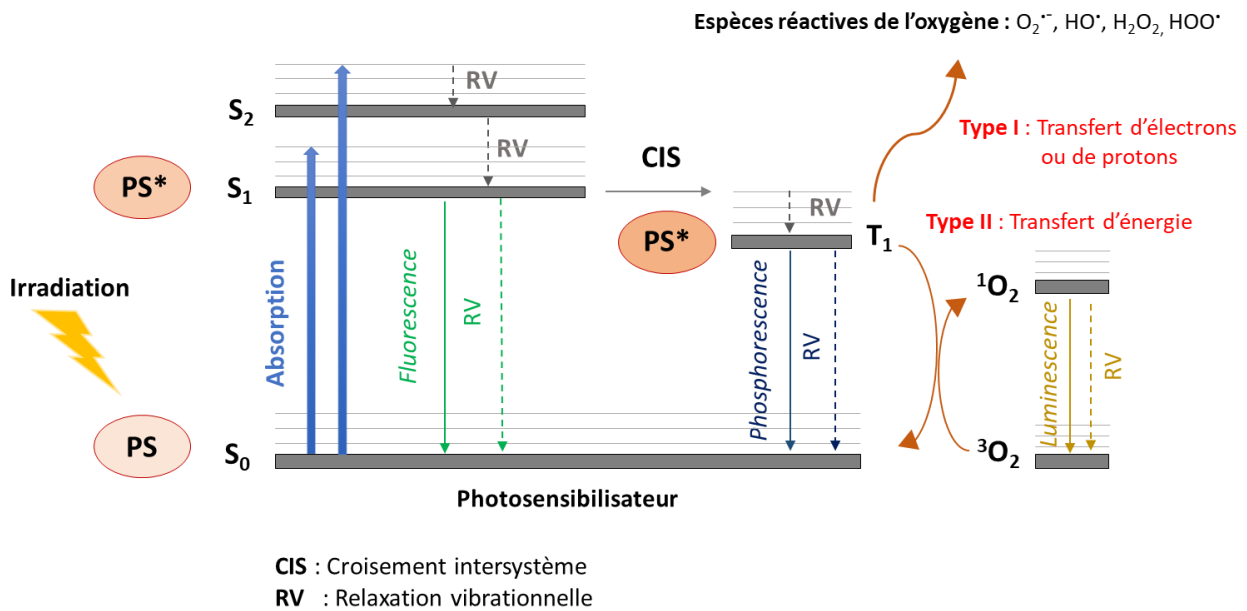 Espèces réactives de l'oxygène : O₂•⁻, HO•, H₂O₂, HOO•
RV
S₂
Type I : Transfert d'électrons
ou de protons
RV
CIS
PS*
S₁
RV
PS*
T₁
Type II : Transfert d'énergie
¹O₂
Irradiation
Absorption
Fluorescence
RV
Phosphorescence
RV
Luminescence
RV
PS
S₀
³O₂
Photosensibilisateur
CIS : Croisement intersystème
RV : Relaxation vibrationnelle